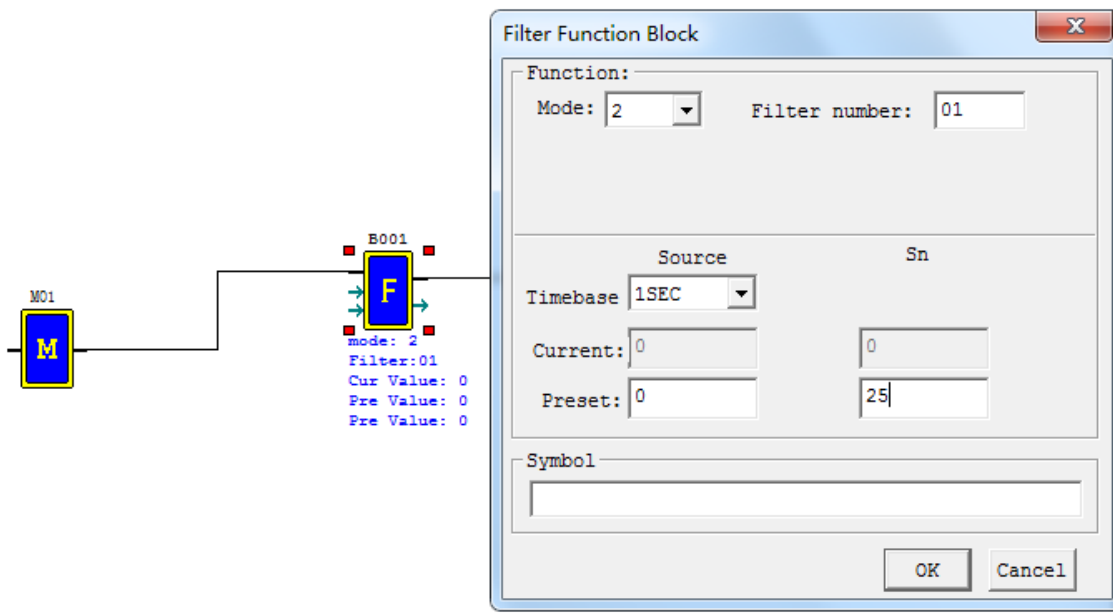 Filter Function Block
Function:
Mode: 2 Filter number: 01
Source Sn
Timebase 1SEC
Current: 0 0
Preset: 0 25
Symbol
OK Cancel
B001
F
mode: 2
Filter:01
Cur Value: 0
Pre Value: 0
Pre Value: 0
M01
M